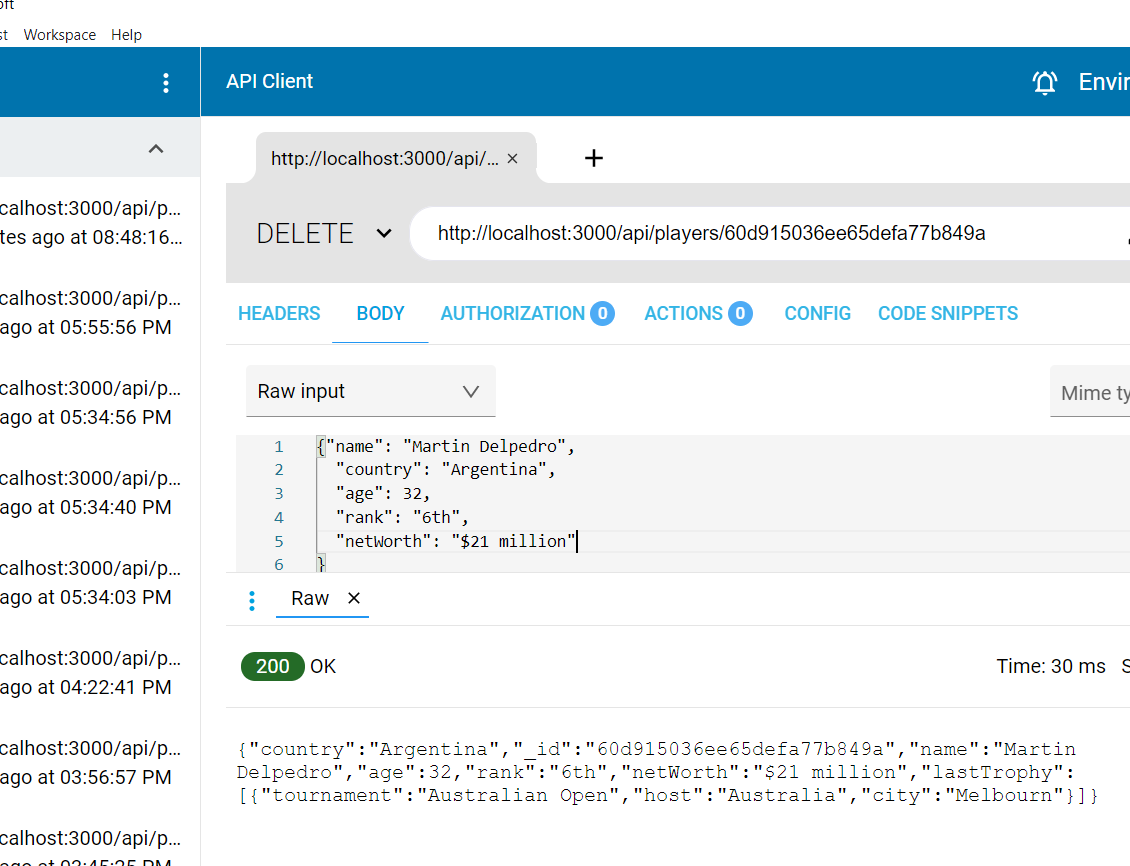 oft
st Workspace Help
API Client
Envir
http://localhost:3000/api/... × +
calhost:3000/api/p...
tes ago at 08:48:16...
calhost:3000/api/p...
ago at 05:55:56 PM
calhost:3000/api/p...
ago at 05:34:56 PM
calhost:3000/api/p...
ago at 05:34:40 PM
calhost:3000/api/p...
ago at 05:34:03 PM
calhost:3000/api/p...
ago at 04:22:41 PM
calhost:3000/api/p...
ago at 03:56:57 PM
calhost:3000/api/p...
ago at 03:45:25 PM
DELETE http://localhost:3000/api/players/60d915036ee65defa77b849a
HEADERS BODY AUTHORIZATION 0 ACTIONS 0 CONFIG CODE SNIPPETS
Raw input
Mime ty
1 {"name": "Martin Delpedro",
2 "country": "Argentina",
3 "age": 32,
4 "rank": "6th",
5 "netWorth": "$21 million"
6 }
Raw ×
200 OK
Time: 30 ms S
{"country":"Argentina","_id":"60d915036ee65defa77b849a","name":"Martin
Delpedro","age":32,"rank":"6th","netWorth":"$21 million","lastTrophy":
[{"tournament":"Australian Open","host":"Australia","city":"Melbourn"}]}